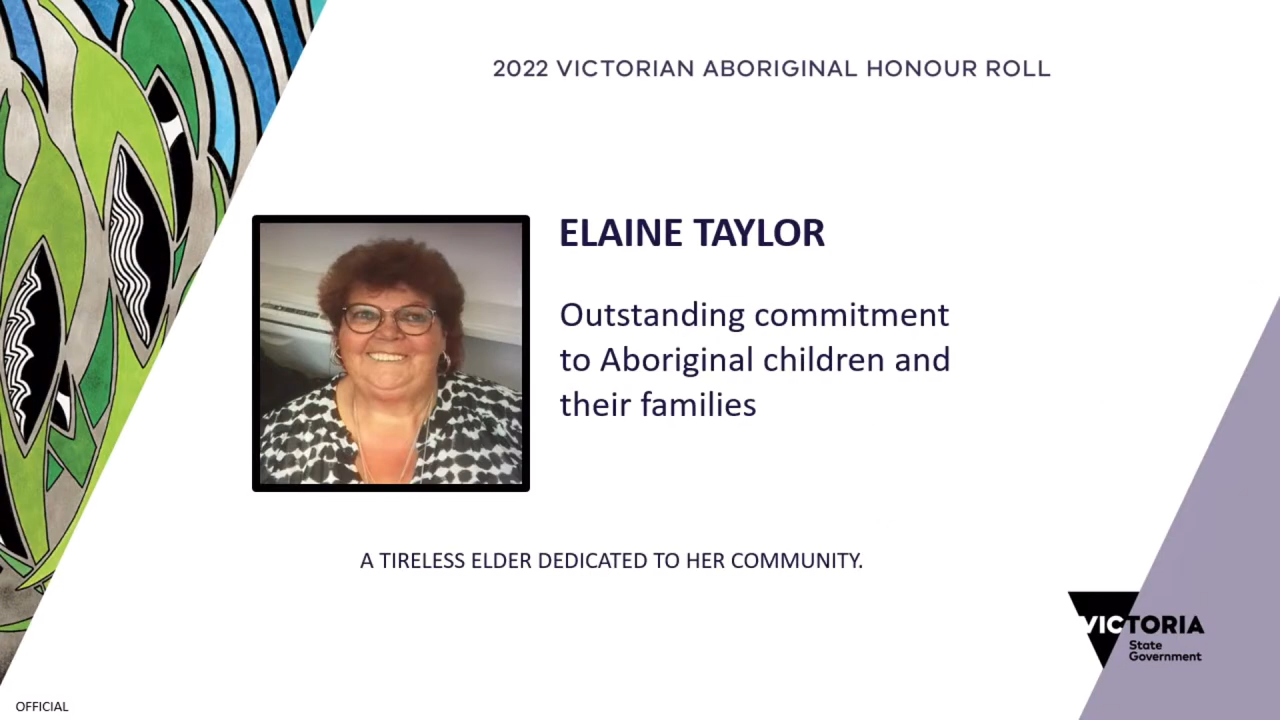 2022 VICTORIAN ABORIGINAL HONOUR ROLL
ELAINE TAYLOR
Outstanding commitment
to Aboriginal children and
their families
A TIRELESS ELDER DEDICATED TO HER COMMUNITY.
VICTORIA
State
Government
OFFICIAL